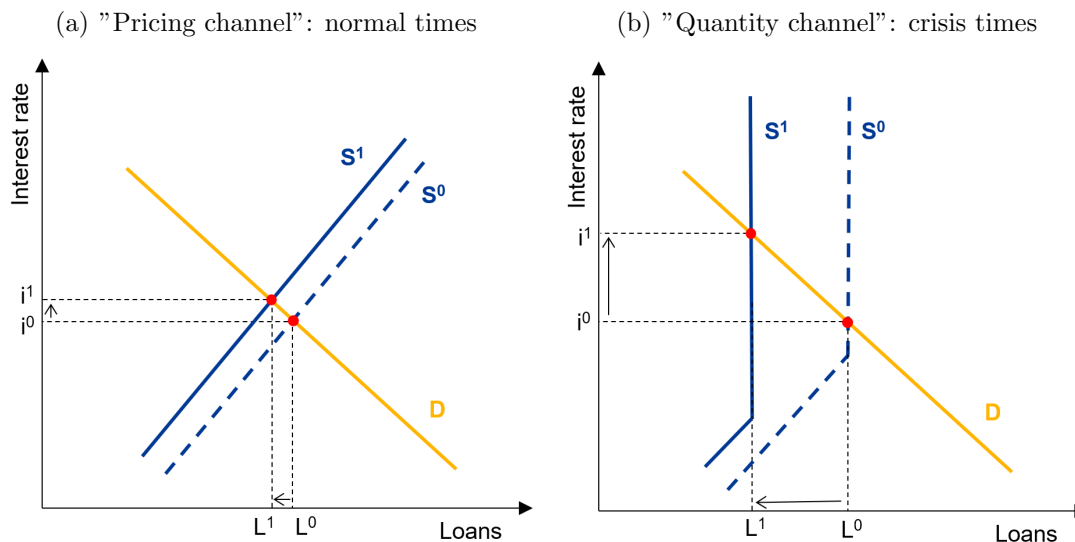 (a) ”Pricing channel”: normal times
Interest rate
S¹
S⁰
i¹
i⁰
D
L¹ L⁰
Loans
(b) ”Quantity channel”: crisis times
Interest rate
S¹ S⁰
i¹
i⁰
D
L¹ L⁰
Loans